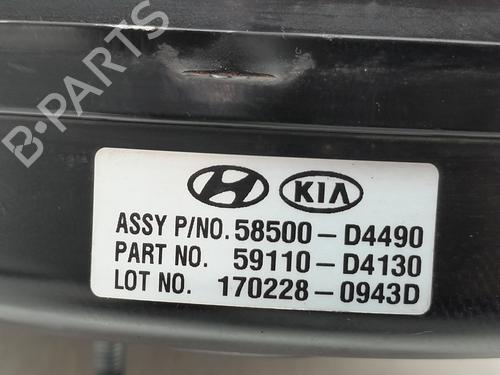 B-PARTS
KIA
ASSY P/NO. 58500-D4490
PART NO. 59110-D4130
LOT NO. 170228-0943D